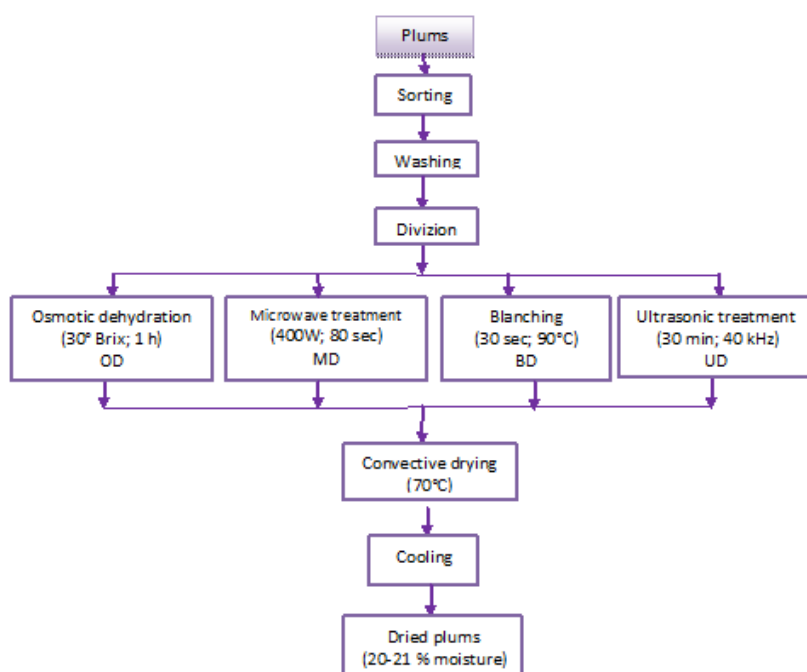 Plums
Sorting
Washing
Divizion
Osmotic dehydration
(30° Brix; 1 h)
OD
Microwave treatment
(400W; 80 sec)
MD
Blanching
(30 sec; 90°C)
BD
Ultrasonic treatment
(30 min; 40 kHz)
UD
Convective drying
(70°C)
Cooling
Dried plums
(20-21 % moisture)